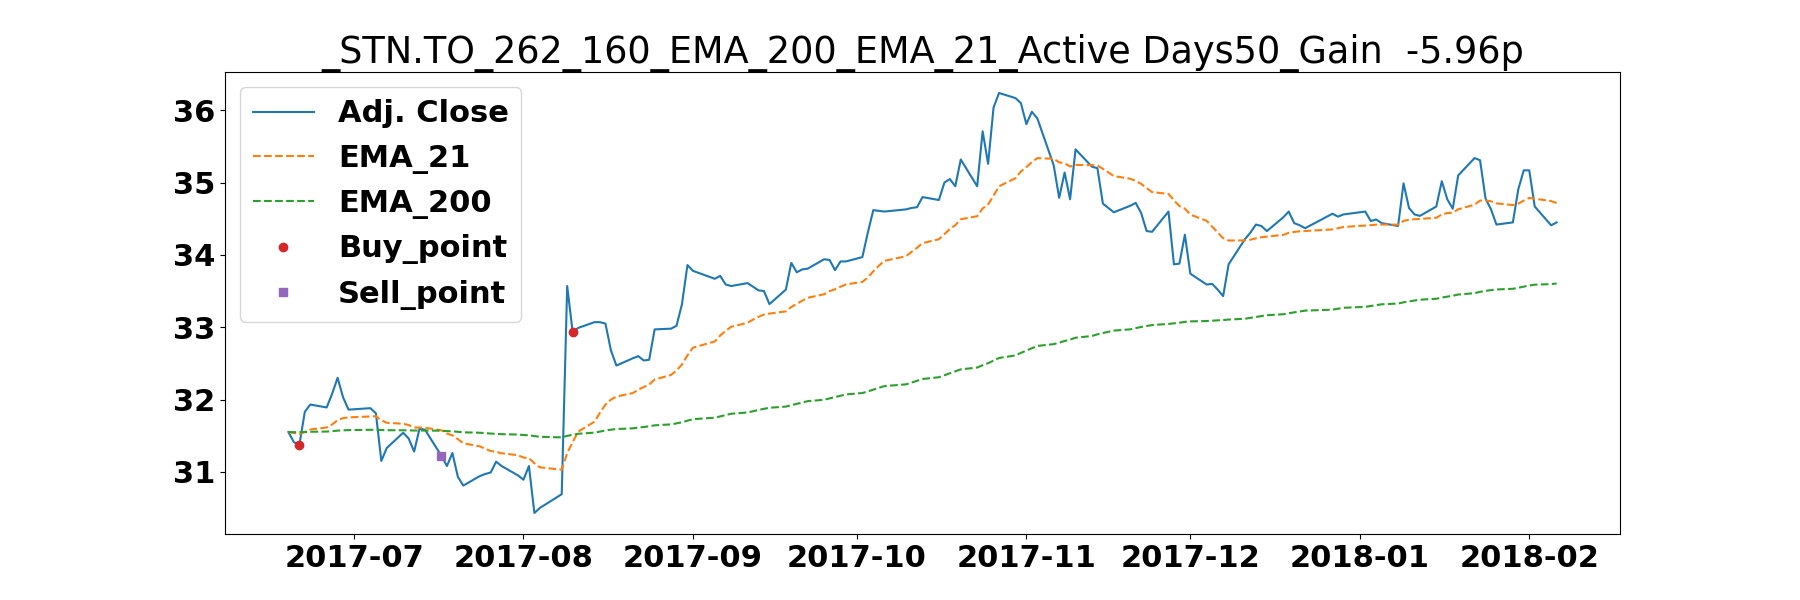 _STN.TO_262_160_EMA_200_EMA_21_Active Days50_Gain  -5.96p
Adj. Close
EMA_21
EMA_200
Buy_point
Sell_point
36
35
34
33
32
31
2017-07 2017-08 2017-09 2017-10 2017-11 2017-12 2018-01 2018-02